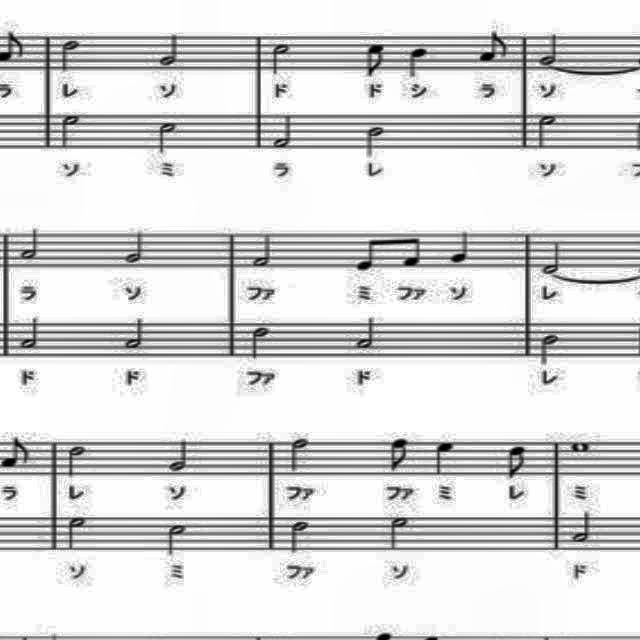 ラ レ ソ ド ド シ ラ ソ
ソ ミ ラ レ ソ
ラ ソ ファ ミ ファ ソ レ
ド ド ファ ド レ
ラ レ ソ ファ ファ ミ レ ミ
ソ ミ ファ ソ ド